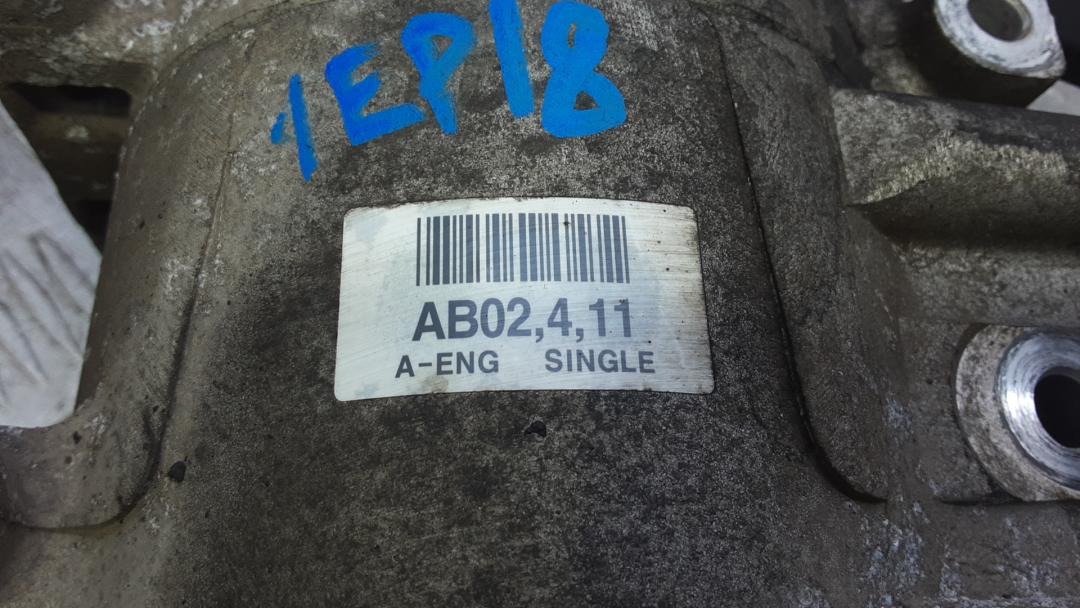 1EP18
AB02,4,11
A-ENG SINGLE